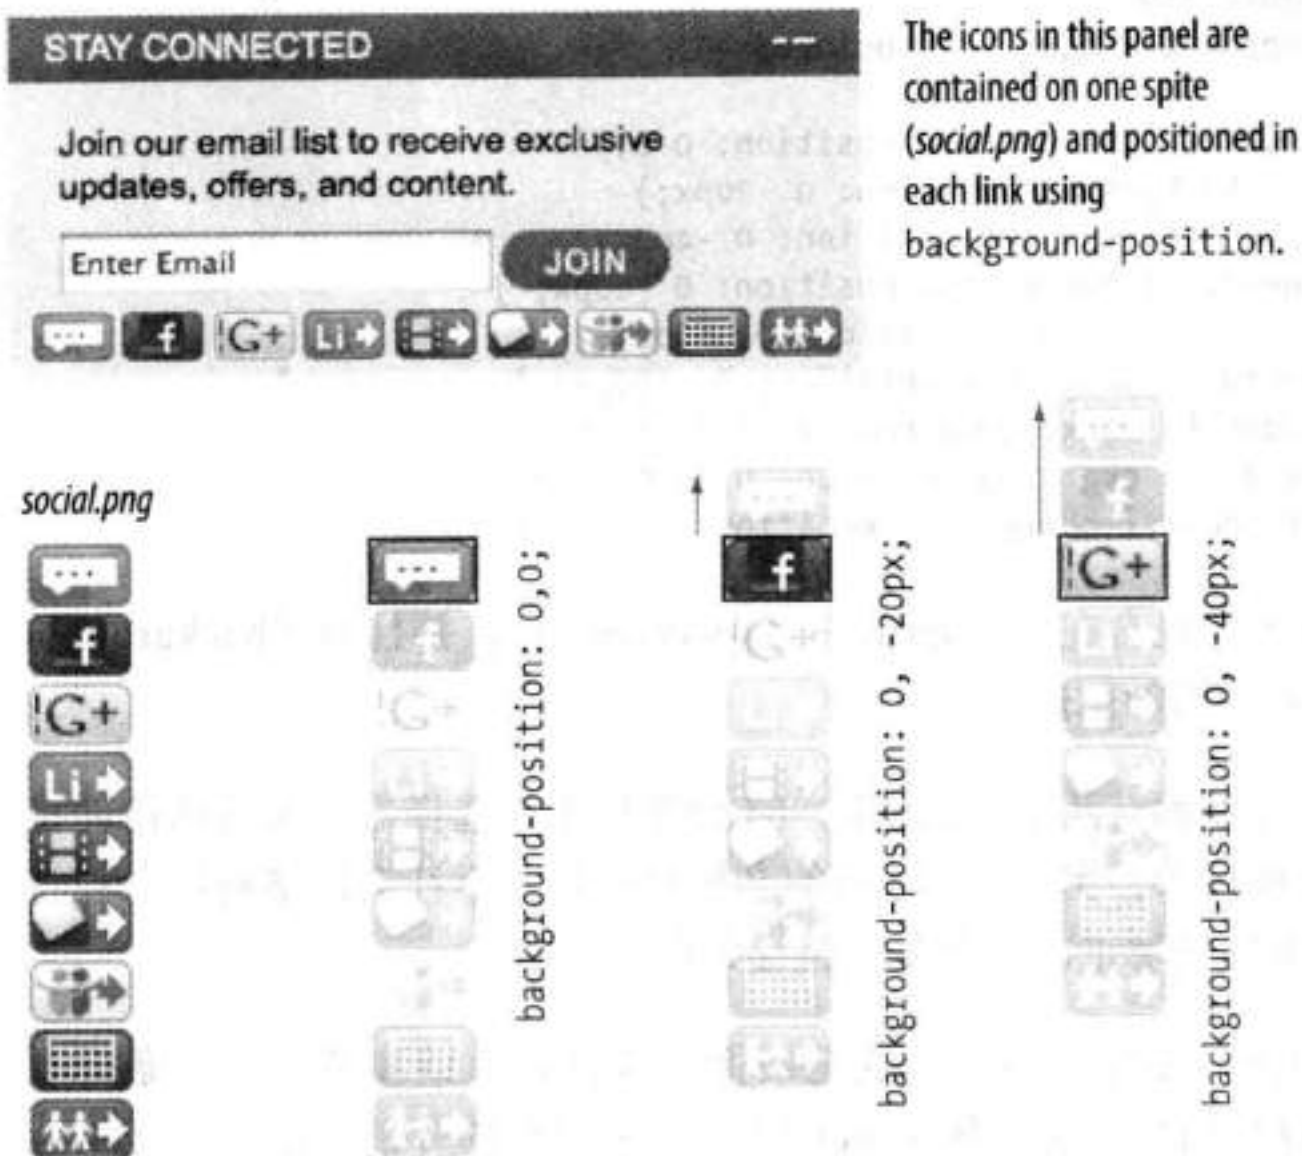 STAY CONNECTED
Join our email list to receive exclusive
updates, offers, and content.
Enter Email
JOIN
f
G+
Li
The icons in this panel are
contained on one spite
(social.png) and positioned in
each link using
background-position.
social.png
f
G+
Li
background-position: 0,0;
f
G+
background-position: 0, -20px;
f
G+
background-position: 0, -40px;